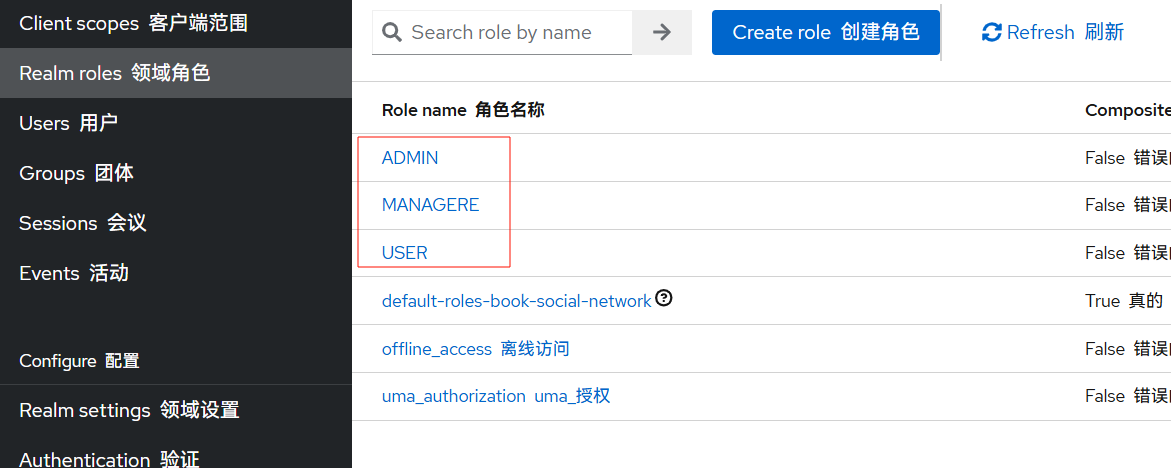 Client scopes 客户端范围
Realm roles 领域角色
Users 用户
Groups 团体
Sessions 会议
Events 活动
Configure 配置
Realm settings 领域设置
Authentication 验证
Search role by name
Create role 创建角色
Refresh 刷新
Role name 角色名称 Composite
ADMIN False 错误
MANAGERE False 错误
USER False 错误
default-roles-book-social-network True 真的
offline_access 离线访问 False 错误
uma_authorization uma_授权 False 错误